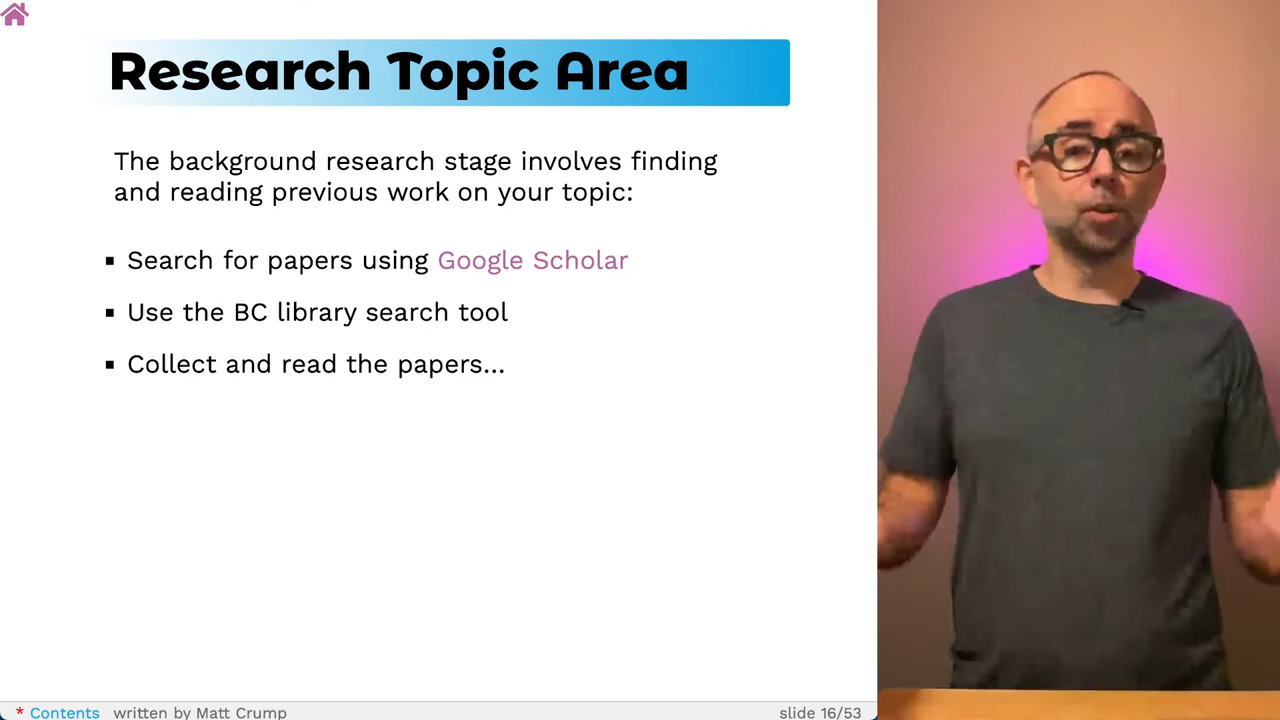 Research Topic Area
The background research stage involves finding
and reading previous work on your topic:
▪ Search for papers using Google Scholar
▪ Use the BC library search tool
▪ Collect and read the papers...
* Contents written by Matt Crump slide 16/53